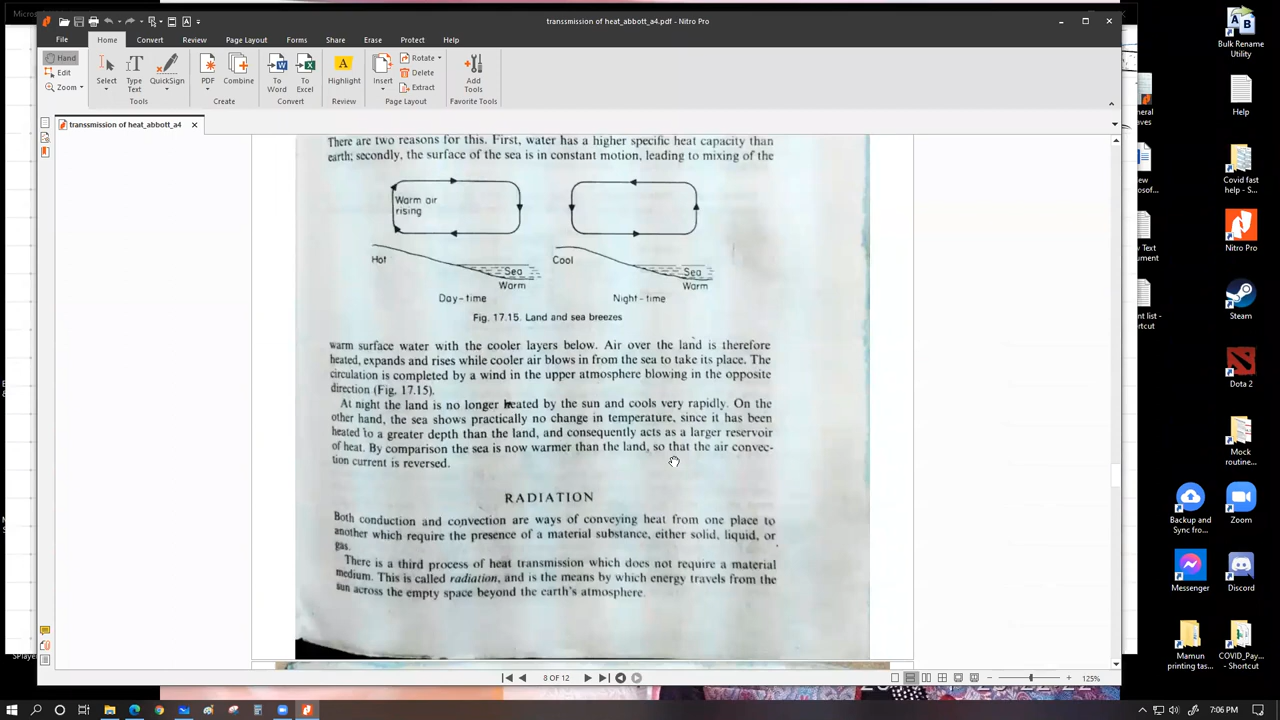 Microsoft
transsmission of heat_abbott_a4.pdf - Nitro Pro
File
Home
Convert
Review
Page Layout
Forms
Share
Erase
Protect
Help
Hand
Edit
Zoom
Select
Type Text
QuickSign
Tools
PDF
Combine
Create
To Word
To Excel
Convert
Highlight
Review
Insert
Rotate
Delete
Extract
Page Layout
Add Tools
Favorite Tools
transsmission of heat_abbott_a4
There are two reasons for this. First, water has a higher specific heat capacity than
earth; secondly, the surface of the sea is in constant motion, leading to mixing of the
Warm air
rising
Hot
Sea
Warm
Cool
Sea
Warm
Day-time
Night-time
Fig. 17.15. Land and sea breezes
warm surface water with the cooler layers below. Air over the land is therefore
heated, expands and rises while cooler air blows in from the sea to take its place. The
circulation is completed by a wind in the upper atmosphere blowing in the opposite
direction (Fig. 17.15).
At night the land is no longer heated by the sun and cools very rapidly. On the
other hand, the sea shows practically no change in temperature, since it has been
heated to a greater depth than the land, and consequently acts as a larger reservoir
of heat. By comparison the sea is now warmer than the land, so that the air convec-
tion current is reversed.
RADIATION
Both conduction and convection are ways of conveying heat from one place to
another which require the presence of a material substance, either solid, liquid, or
gas.
There is a third process of heat transmission which does not require a material
medium. This is called radiation, and is the means by which energy travels from the
sun across the empty space beyond the earth's atmosphere.
8 OF 12
125%
Bulk Rename
Utility
Help
Covid fast
help - S...
Nitro Pro
Steam
Dota 2
Mock
routine...
Backup and
Sync from...
Zoom
Messenger
Discord
Mamun
printing tas...
COVID_Pay...
- Shortcut
7:06 PM